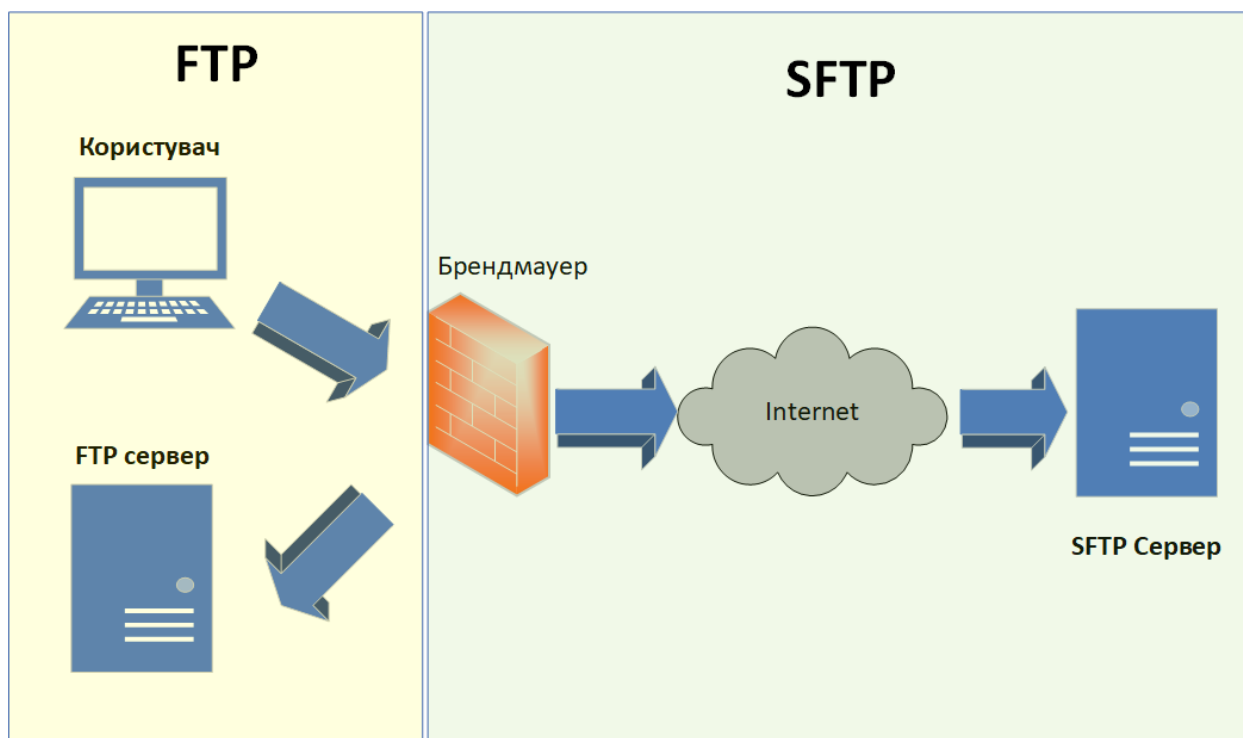 FTP
Користувач
FTP сервер
SFTP
Брендмауер
Internet
SFTP Сервер